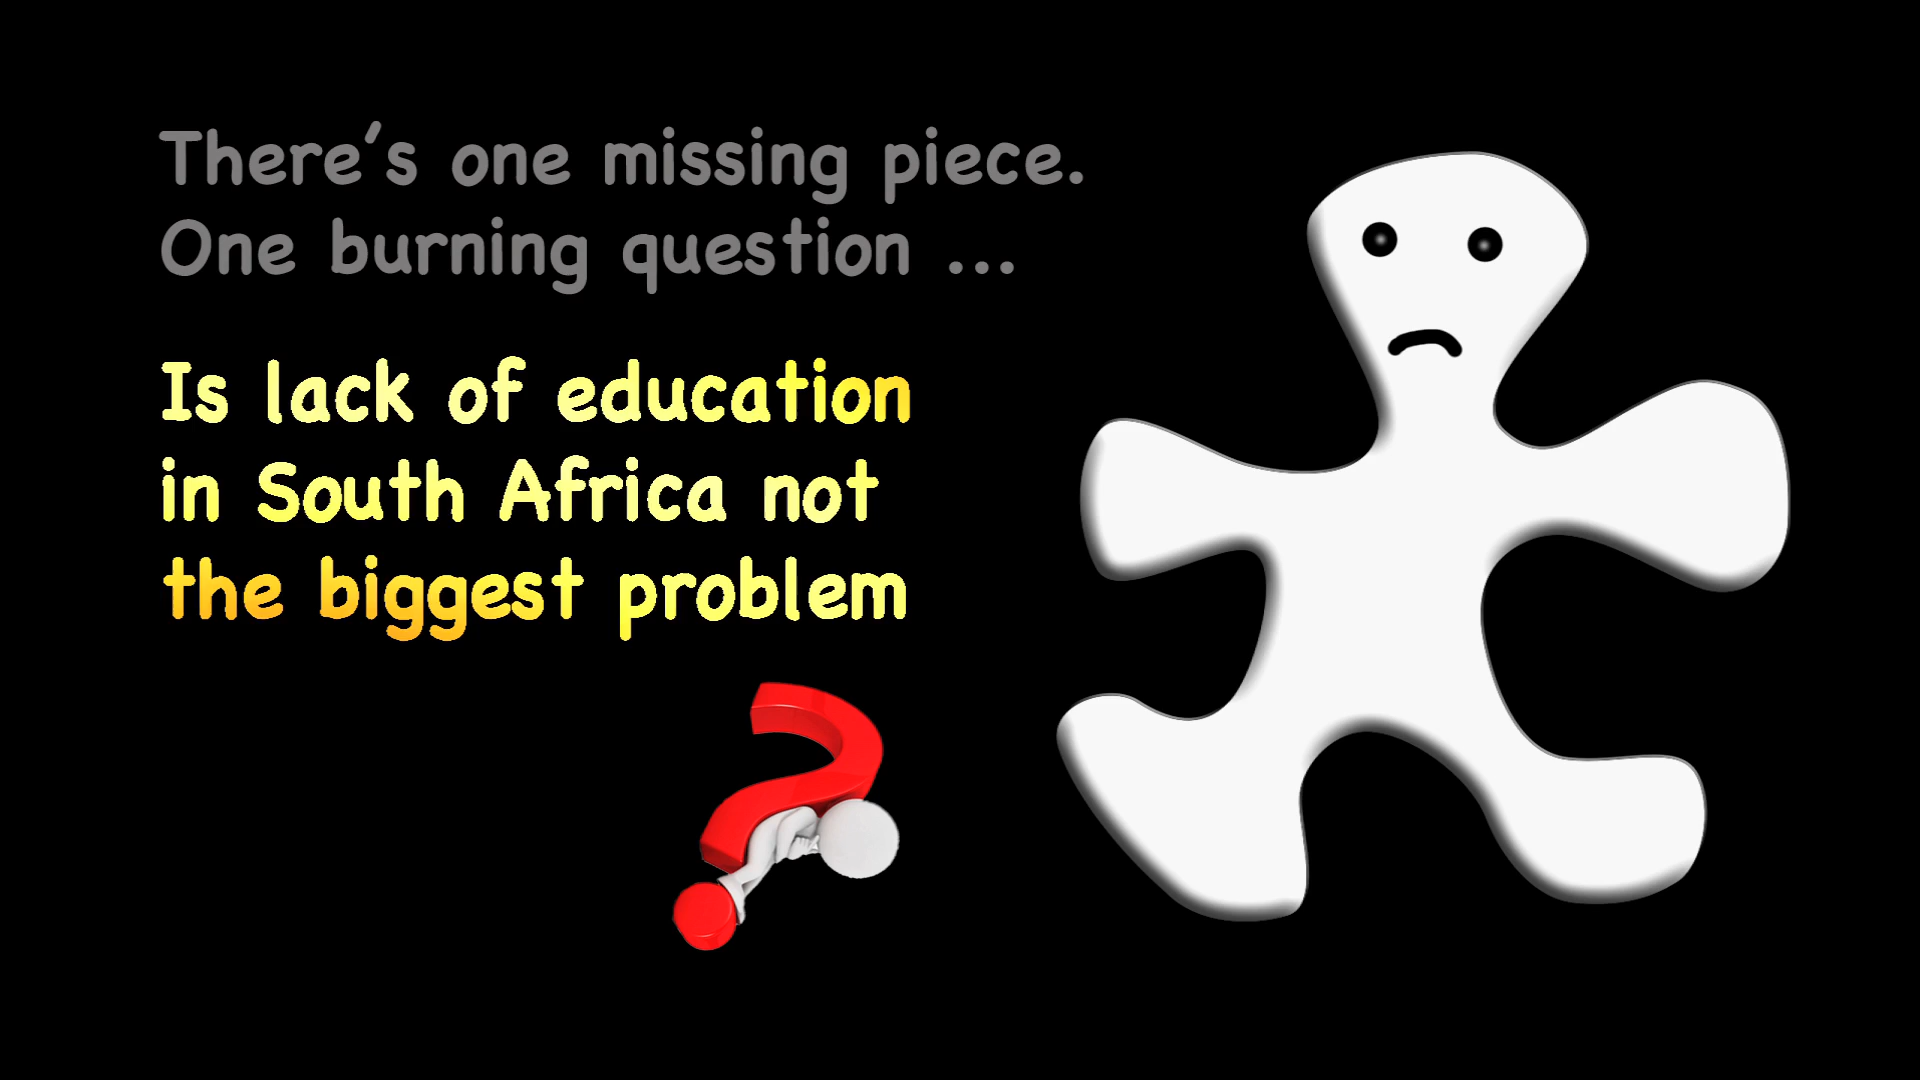 There's one missing piece.
One burning question ...
Is lack of education
in South Africa not
the biggest problem
?